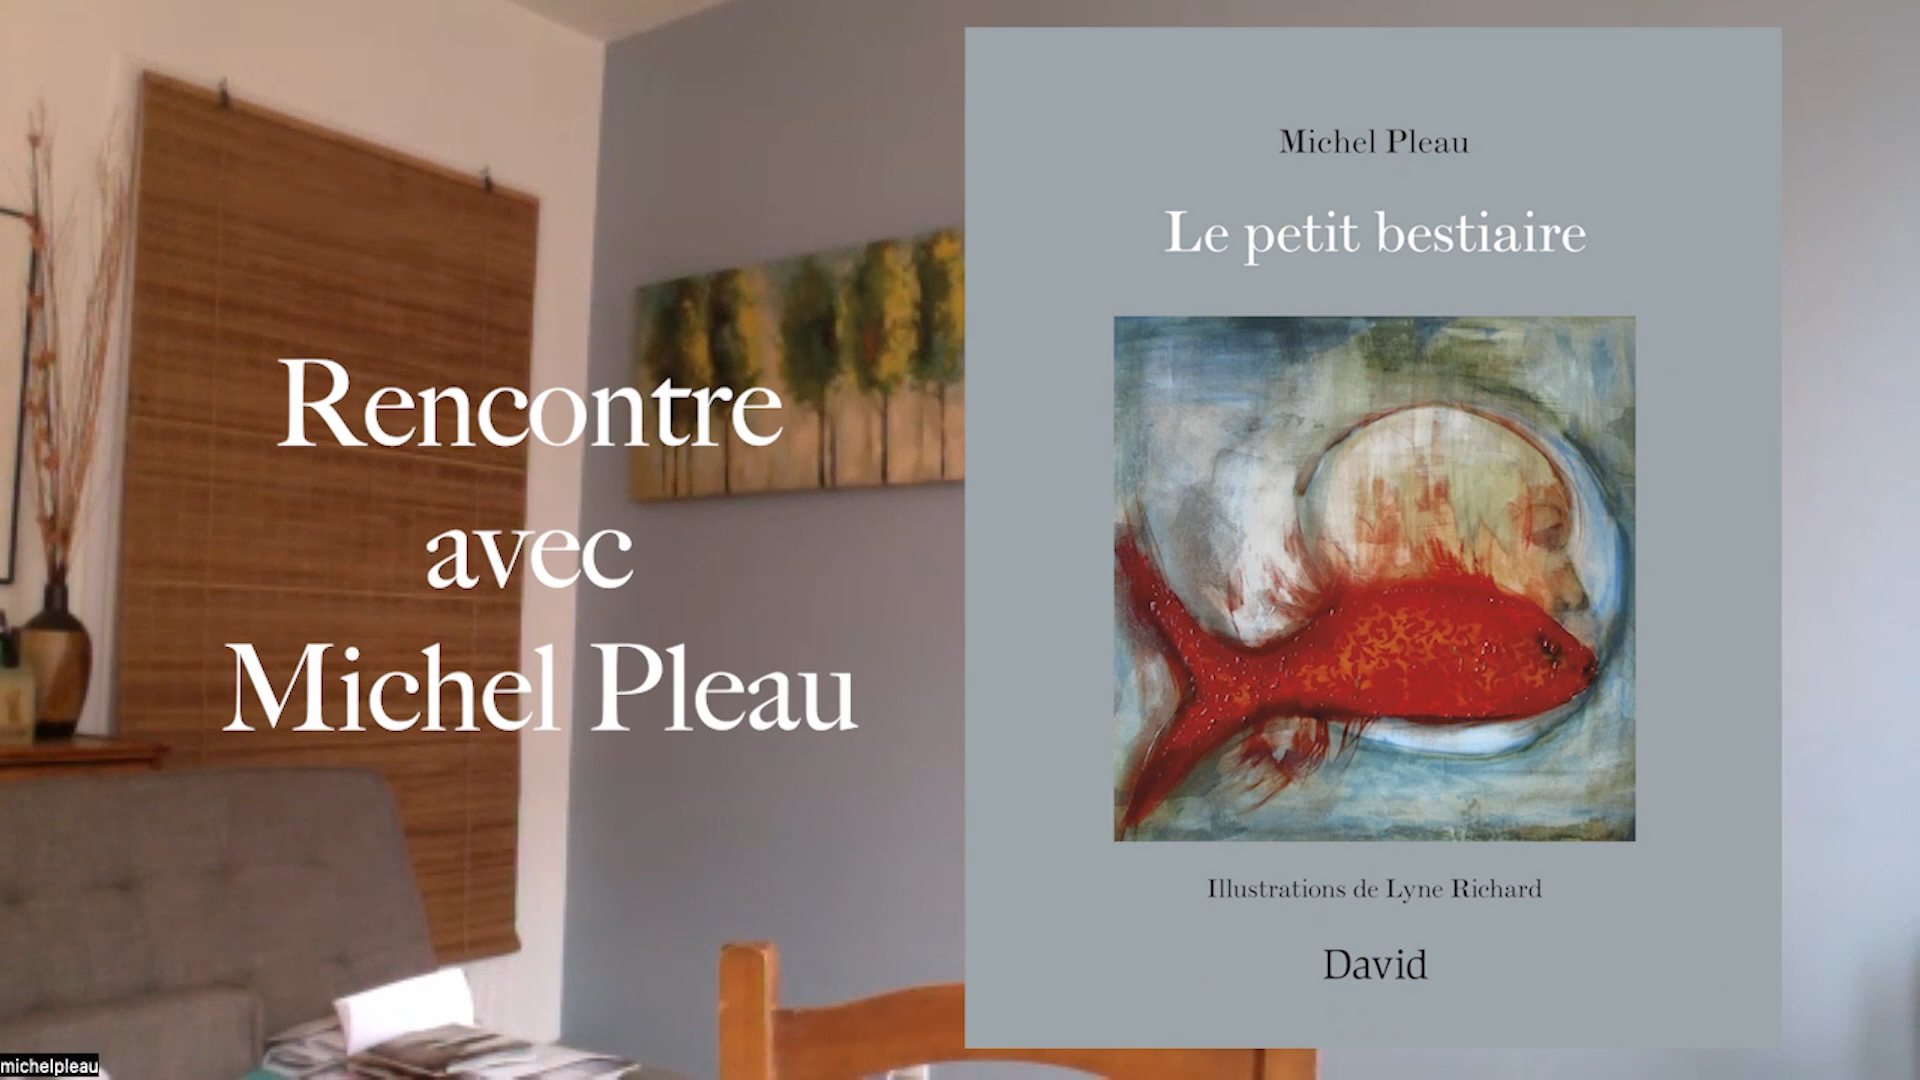 Rencontre
avec
Michel Pleau
Michel Pleau
Le petit bestiaire
Illustrations de Lyne Richard
David
michelpleau